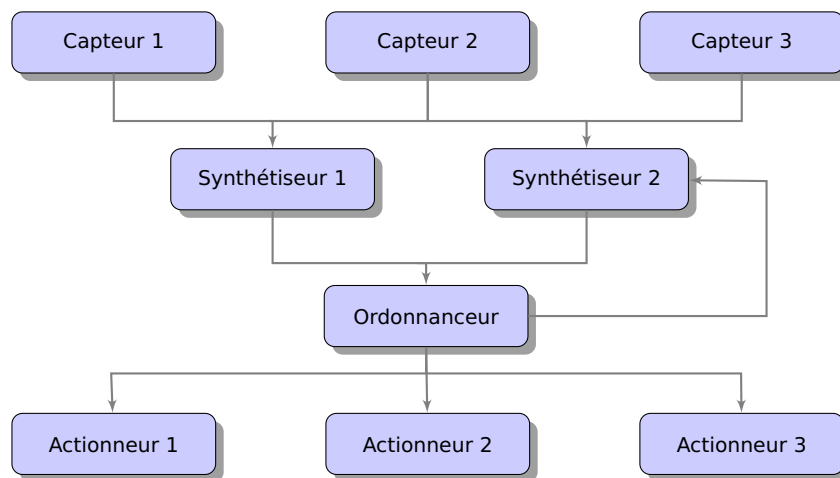 Capteur 1
Capteur 2
Capteur 3
Synthétiseur 1
Synthétiseur 2
Ordonnanceur
Actionneur 1
Actionneur 2
Actionneur 3